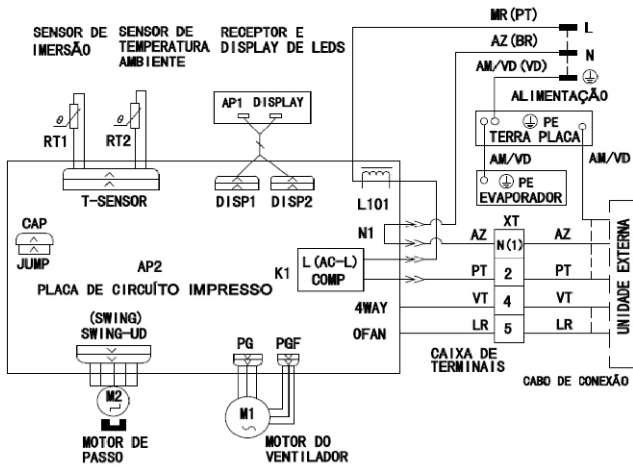 MR(PT)
L
AZ(BR)
N
AM/VD(VD)
ALIMENTAÇÃO
SENSOR DE
IMERSÃO
SENSOR DE
TEMPERATURA
AMBIENTE
RECEPTOR E
DISPLAY DE LEDS
AP1 DISPLAY
θ
RT1
θ
RT2
PE
TERRA PLACA
AM/VD
AM/VD
PE
EVAPORADOR
T-SENSOR
DISP1
DISP2
L101
N1
CAP
JUMP
AP2
PLACA DE CIRCUÍTO IMPRESSO
K1
L(AC-L)
COMP
XT
AZ
N(1)
AZ
PT
2
PT
4WAY
VT
4
VT
OFAN
LR
5
LR
UNIDADE EXTERNA
CAIXA DE
TERMINAIS
CABO DE CONEXÃO
(SWING)
SWING-UD
PG
PGF
M2
M1
MOTOR DE
PASSO
MOTOR DO
VENTILADOR